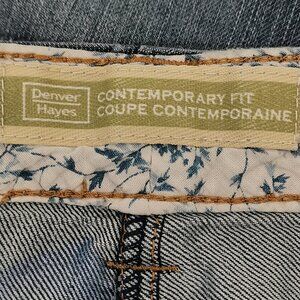 Denver
Hayes
CONTEMPORARY FIT
COUPE CONTEMPORAINE